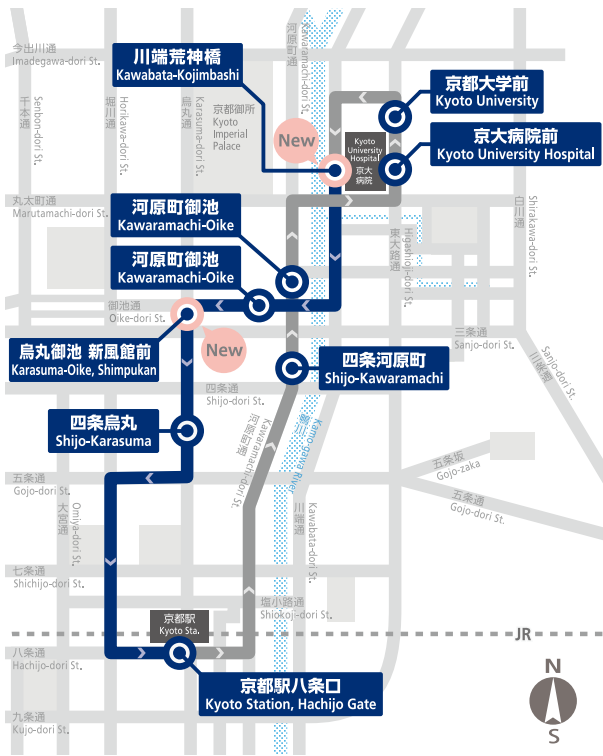 今出川通
Imadegawa-dori St.
川端荒神橋
Kawabata-Kojimbashi
河原町通
Kawaramachi-dori St.
京都大学前
Kyoto University
京大病院前
Kyoto University Hospital
千本通
Senbon-dori St.
堀川通
Horikawa-dori St.
烏丸通
Karasuma-dori St.
京都御所
Kyoto
Imperial
Palace
New
Kyoto
University
Hospital
京大
病院
丸太町通
Marutamachi-dori St.
河原町御池
Kawaramachi-Oike
河原町御池
Kawaramachi-Oike
東大路通
Higashioji-dori St.
白川通
Shirakawa-dori St.
御池通
Oike-dori St.
烏丸御池 新風館前
Karasuma-Oike, Shimpukan
New
三条通
Sanjo-dori St.
三条通
Sanjo-dori St.
四条河原町
Shijo-Kawaramachi
四条通
Shijo-dori St.
四条烏丸
Shijo-Karasuma
河原町通
Kawaramachi-dori St.
鴨川
Kamo-gawa River
五条坂
Gojo-zaka
五条通
Gojo-dori St.
五条通
Gojo-dori St.
大宮通
Omiya-dori St.
川端通
Kawabata-dori St.
七条通
Shichijo-dori St.
塩小路通
Shiokoji-dori St.
京都駅
Kyoto Sta.
JR
八条通
Hachijo-dori St.
京都駅八条口
Kyoto Station, Hachijo Gate
九条通
Kujo-dori St.
N
S